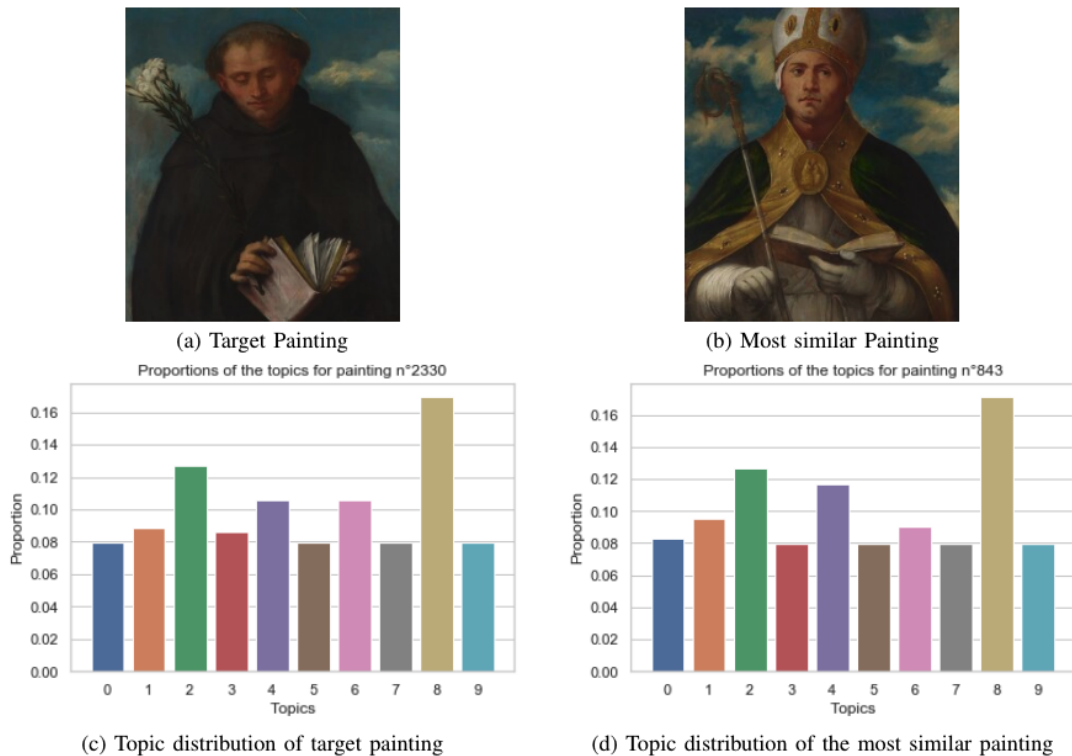 (a) Target Painting
(b) Most similar Painting
Proportions of the topics for painting n°2330
0.16
0.14
0.12
0.10
0.08
0.06
0.04
0.02
0.00
Proportion
0 1 2 3 4 5 6 7 8 9
Topics
Proportions of the topics for painting n°843
0.16
0.14
0.12
0.10
0.08
0.06
0.04
0.02
0.00
Proportion
0 1 2 3 4 5 6 7 8 9
Topics
(c) Topic distribution of target painting
(d) Topic distribution of the most similar painting